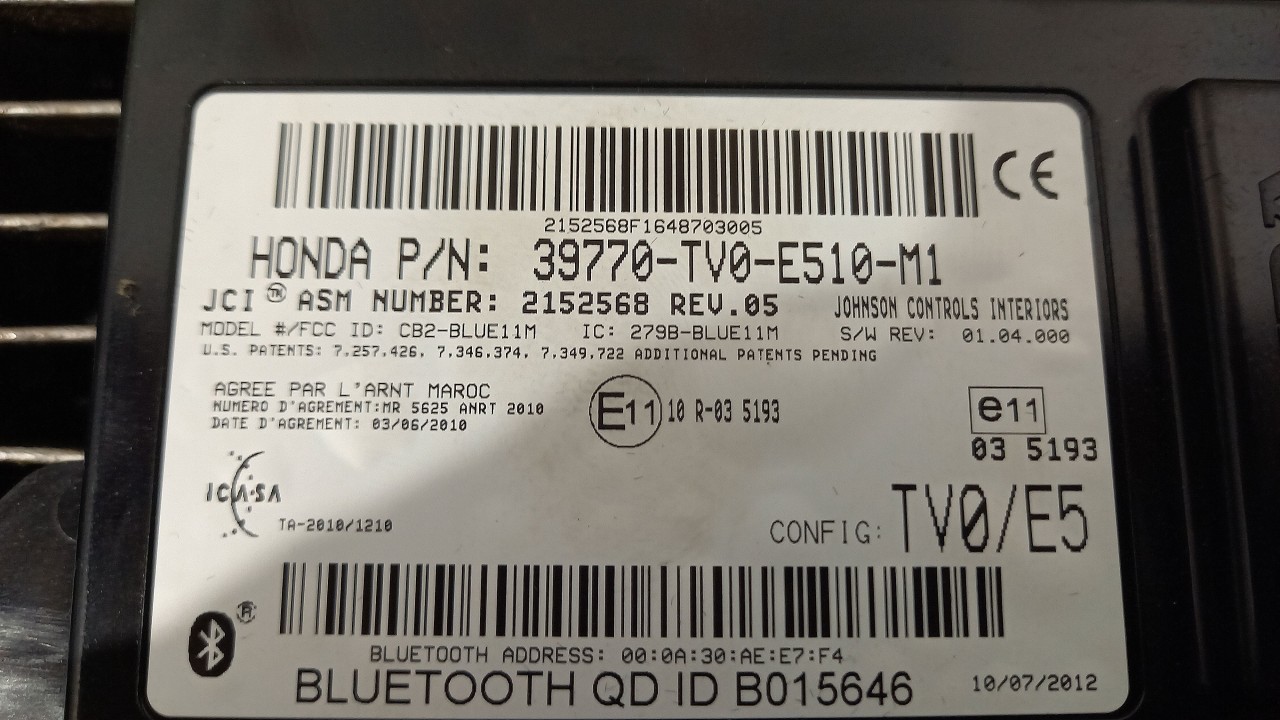 CE
2152568F1648703005
HONDA P/N: 39770-TV0-E510-M1
JCI TM ASM NUMBER: 2152568 REV.05 JOHNSON CONTROLS INTERIORS
MODEL #/FCC ID: CB2-BLUE11M IC: 279B-BLUE11M S/W REV: 01.04.000
U.S. PATENTS: 7,257,426, 7,346,374, 7,349,722 ADDITIONAL PATENTS PENDING
AGREE PAR L'ARNT MAROC
NUMERO D'AGREMENT:MR 5625 ANRT 2010
DATE D'AGREMENT: 03/06/2010
E11 10 R-03 5193
e11
03 5193
ICASA
TA-2010/1210
CONFIG: TV0/E5
®
BLUETOOTH ADDRESS: 00:0A:30:AE:E7:F4
BLUETOOTH QD ID B015646 10/07/2012